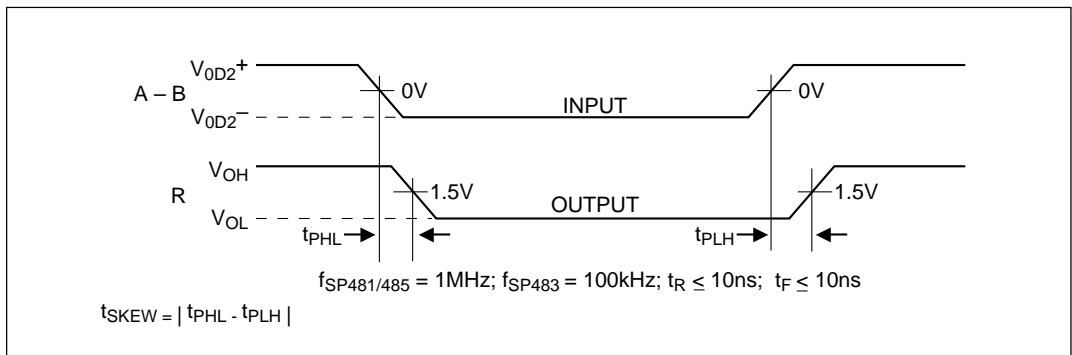 V0D2+
A – B
0V
0V
INPUT
V0D2–
VOH
R
1.5V
1.5V
OUTPUT
VOL
tPHL
tPLH
fSP481/485 = 1MHz; fSP483 = 100kHz; tR ≤ 10ns; tF ≤ 10ns
tSKEW = | tPHL - tPLH |